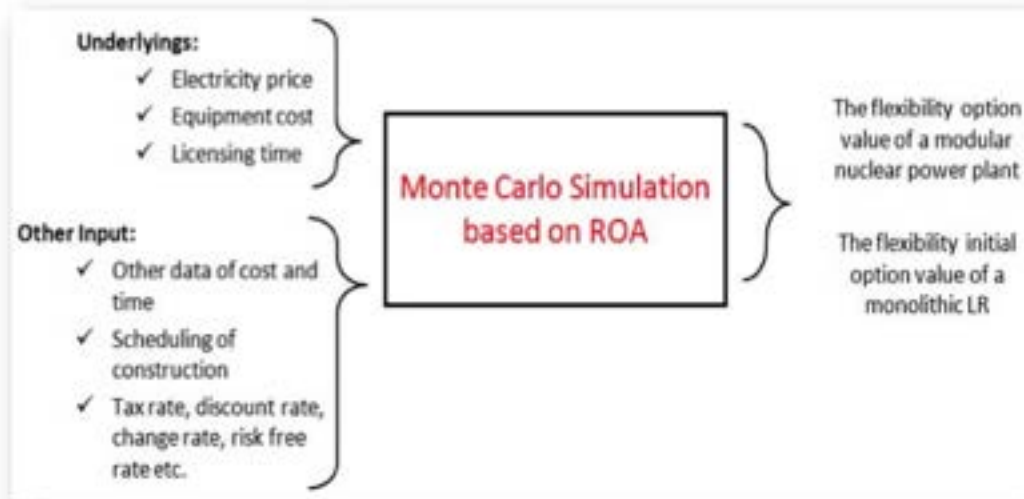 Underlyings:
✓ Electricity price
✓ Equipment cost
✓ Licensing time
Other Input:
✓ Other data of cost and
time
✓ Scheduling of
construction
✓ Tax rate, discount rate,
change rate, risk free
rate etc.
Monte Carlo Simulation
based on ROA
The flexibility option
value of a modular
nuclear power plant
The flexibility initial
option value of a
monolithic LR